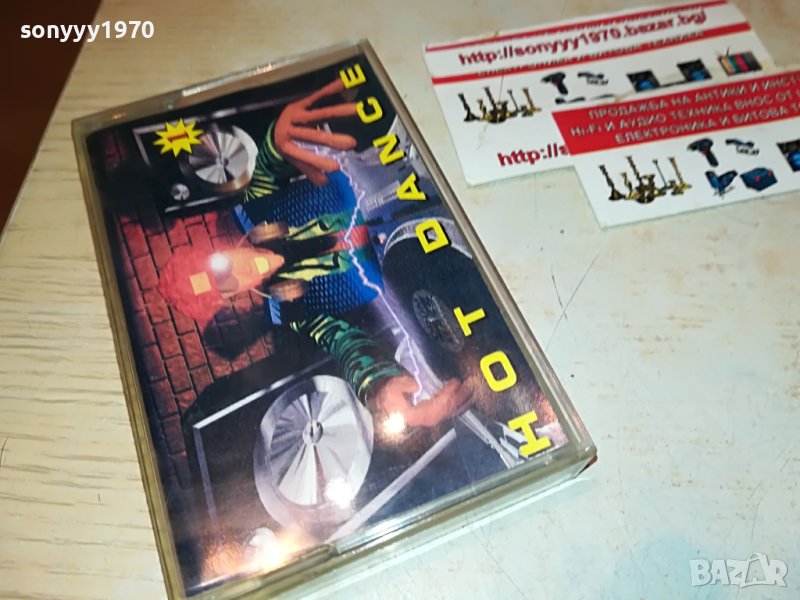 sonyyy1970
HOT DANCE
http://sonyyy1970.bazar.bg/
ПРОДАЖБА НА АНТИКИ И
HI-FI И АУДИО ТЕХНИКА ВНОС ОТ
ЕЛЕКТРОНИКА И БИТОВА
http://s
sonyyy1970
BAZAR